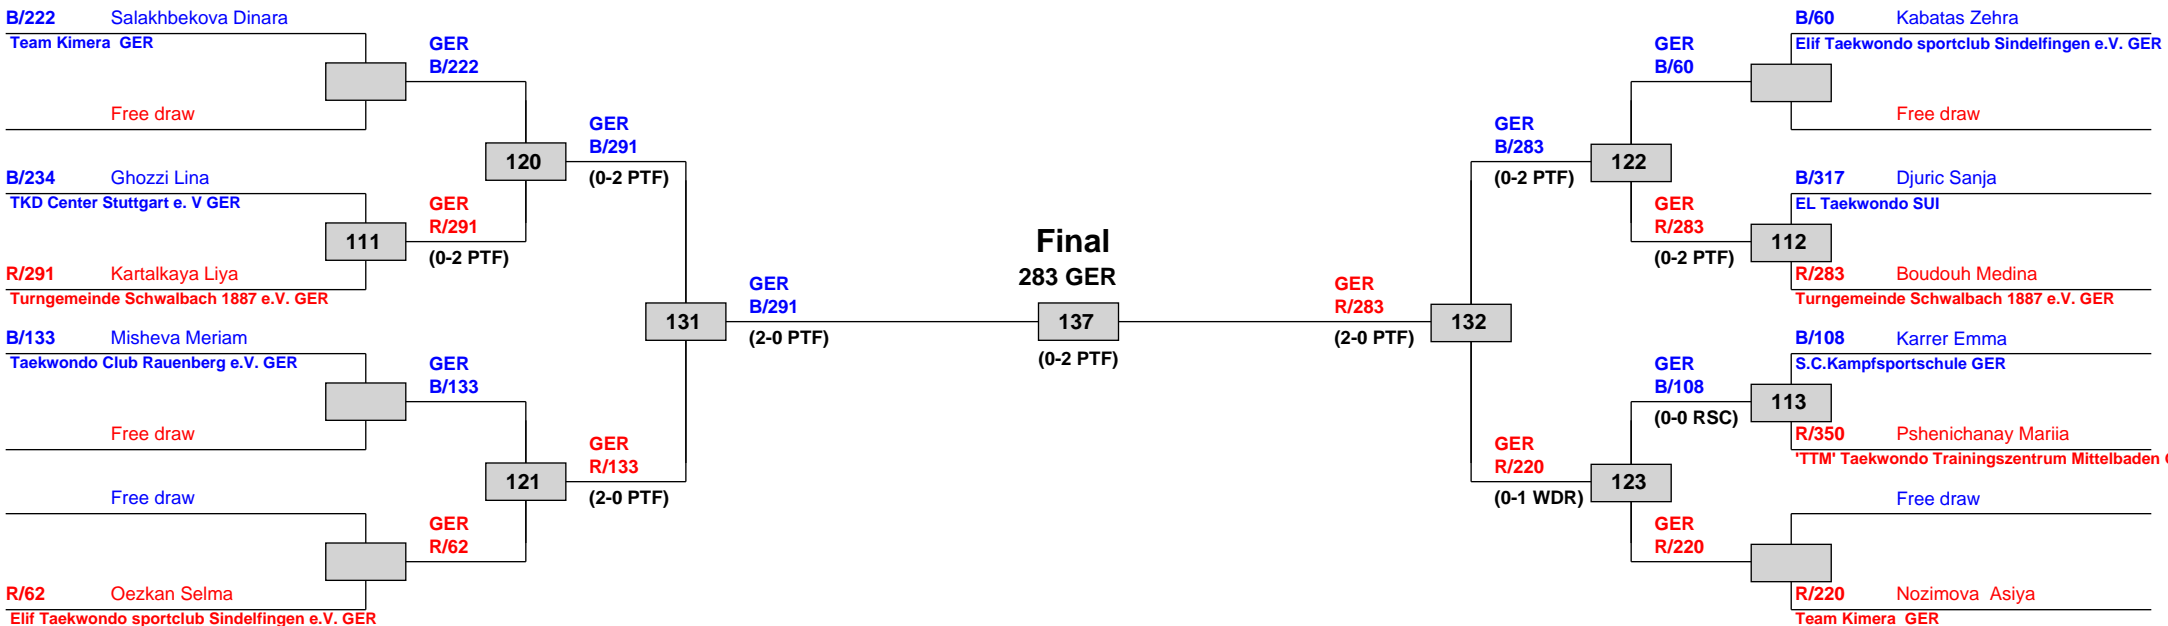 B/222 Salakhbekova Dinara
Team Kimera GER
Free draw
B/234 Ghozzi Lina
TKD Center Stuttgart e. V GER
R/291 Kartalkaya Liya
Turngemeinde Schwalbach 1887 e.V. GER
B/133 Misheva Meriam
Taekwondo Club Rauenberg e.V. GER
Free draw
Free draw
R/62 Oezkan Selma
Elif Taekwondo sportclub Sindelfingen e.V. GER
111
GER
B/222
GER
R/291
(0-2 PTF)
GER
B/133
GER
R/62
120
121
GER
B/291
(0-2 PTF)
GER
R/133
(2-0 PTF)
131
GER
B/291
(2-0 PTF)
Final
283 GER
137
(0-2 PTF)
GER
R/283
(2-0 PTF)
132
GER
B/283
(0-2 PTF)
GER
R/220
(0-1 WDR)
122
123
GER
B/60
GER
R/283
(0-2 PTF)
GER
B/108
(0-0 RSC)
GER
R/220
112
113
B/60 Kabatas Zehra
Elif Taekwondo sportclub Sindelfingen e.V. GER
Free draw
B/317 Djuric Sanja
EL Taekwondo SUI
R/283 Boudouh Medina
Turngemeinde Schwalbach 1887 e.V. GER
B/108 Karrer Emma
S.C.Kampfsportschule GER
R/350 Pshenichanay Mariia
'TTM' Taekwondo Trainingszentrum Mittelbaden
Free draw
R/220 Nozimova Asiya
Team Kimera GER